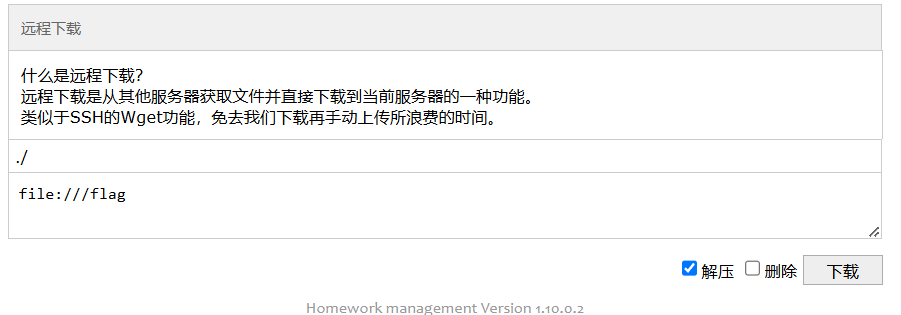 远程下载
什么是远程下载？
远程下载是从其他服务器获取文件并直接下载到当前服务器的一种功能。
类似于SSH的Wget功能，免去我们下载再手动上传所浪费的时间。
./
file:///flag
解压 删除 下载
Homework management Version 1.10.0.2